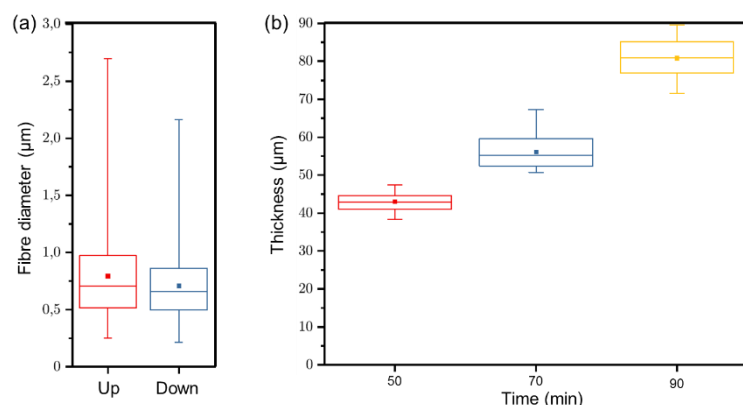 (a)
Fibre diameter (μm)
3,0
2,5
2,0
1,5
1,0
0,5
0
Up Down
(b)
Thickness (μm)
90
80
70
60
50
40
30
20
10
0
50 70 90
Time (min)